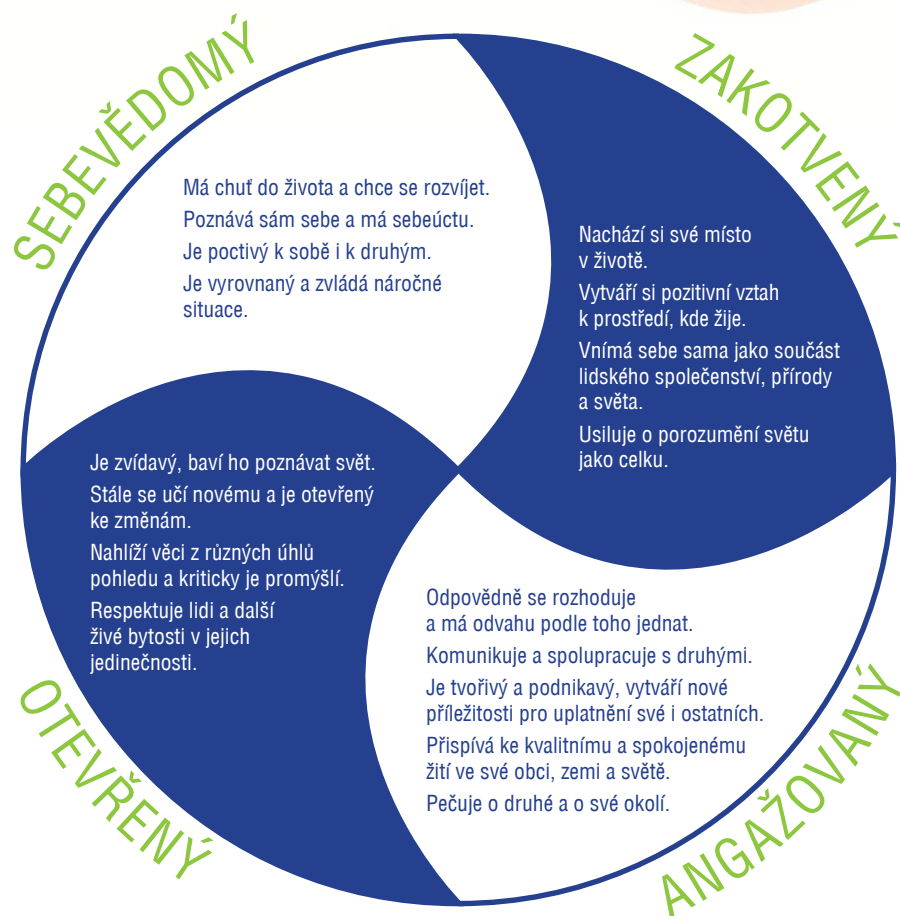 SEBEVĚDOMÝ
Má chuť do života a chce se rozvíjet.
Poznává sám sebe a má sebeúctu.
Je poctivý k sobě i k druhým.
Je vyrovnaný a zvládá náročné
situace.
ZAKOTVENÝ
Nachází si své místo
v životě.
Vytváří si pozitivní vztah
k prostředí, kde žije.
Vnímá sebe sama jako součást
lidského společenství, přírody
a světa.
Usiluje o porozumění světu
jako celku.
OTEVŘENÝ
Je zvídavý, baví ho poznávat svět.
Stále se učí novému a je otevřený
ke změnám.
Nahlíží věci z různých úhlů
pohledu a kriticky je promýšlí.
Respektuje lidi a další
živé bytosti v jejich
jedinečnosti.
ANGAŽOVANÝ
Odpovědně se rozhoduje
a má odvahu podle toho jednat.
Komunikuje a spolupracuje s druhými.
Je tvořivý a podnikavý, vytváří nové
příležitosti pro uplatnění své i ostatních.
Přispívá ke kvalitnímu a spokojenému
žití ve své obci, zemi a světě.
Pečuje o druhé a o své okolí.